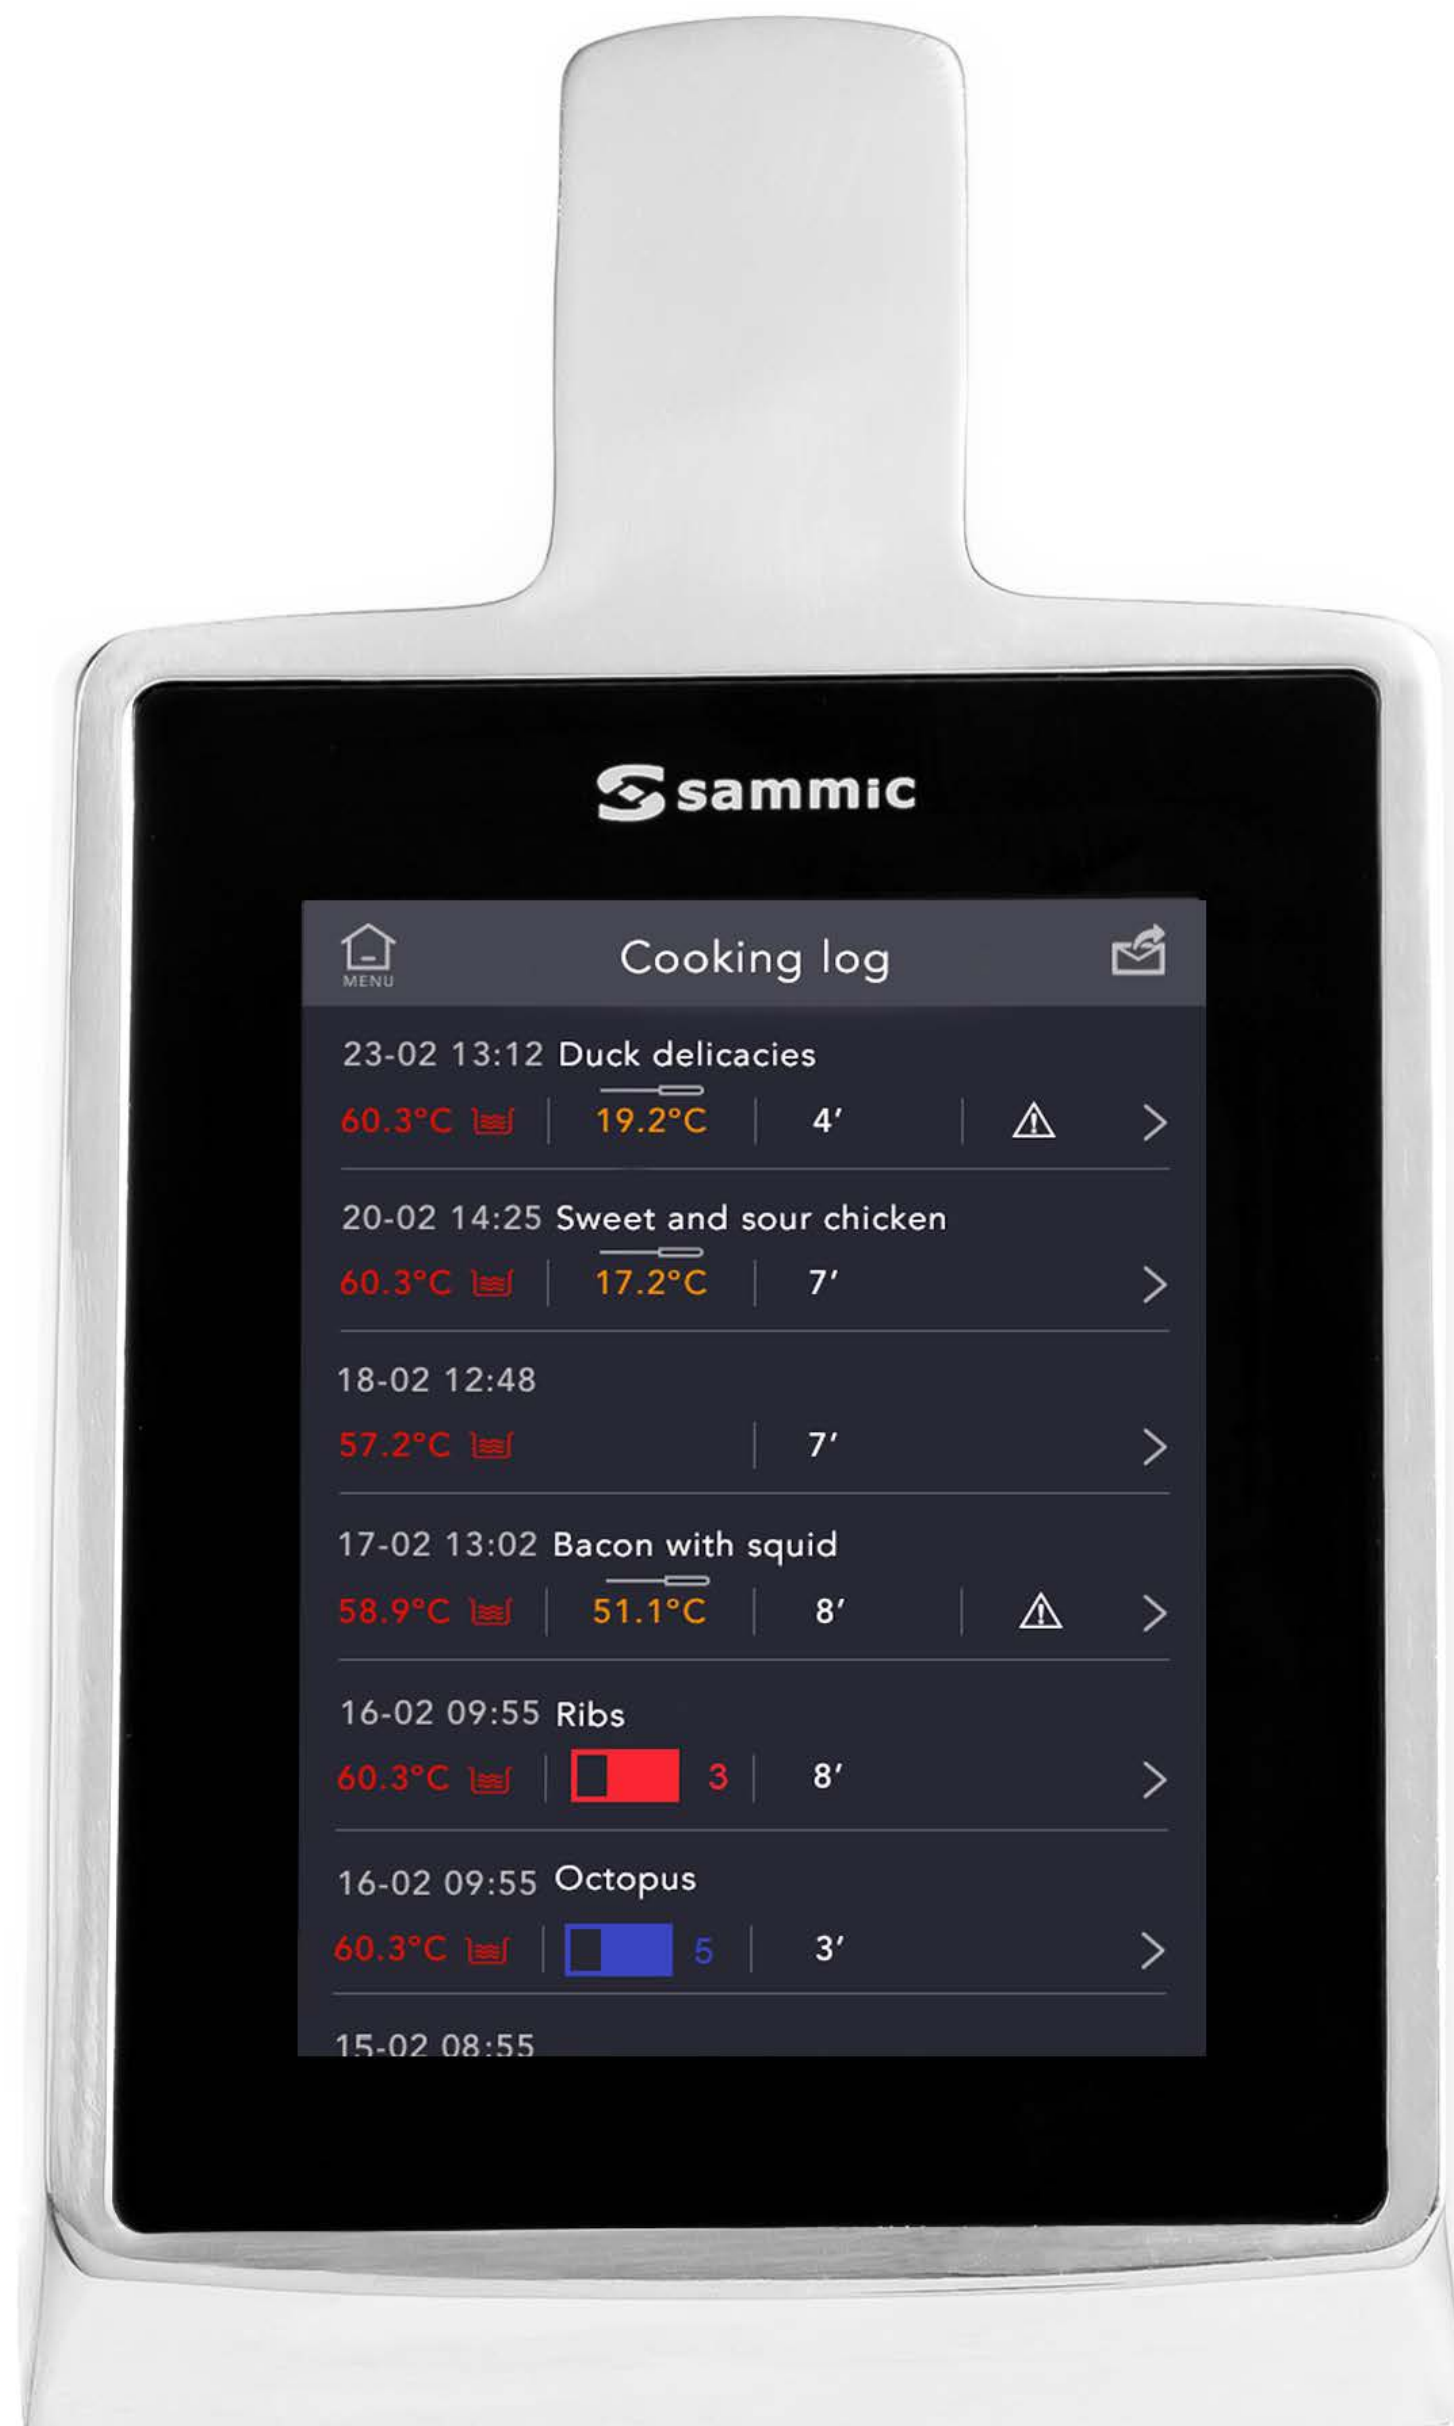 sammic
MENU
Cooking log
23-02 13:12 Duck delicacies
60.3°C 19.2°C 4′
20-02 14:25 Sweet and sour chicken
60.3°C 17.2°C 7′
18-02 12:48
57.2°C 7′
17-02 13:02 Bacon with squid
58.9°C 51.1°C 8′
16-02 09:55 Ribs
60.3°C 3 8′
16-02 09:55 Octopus
60.3°C 5 3′
15-02 08:55